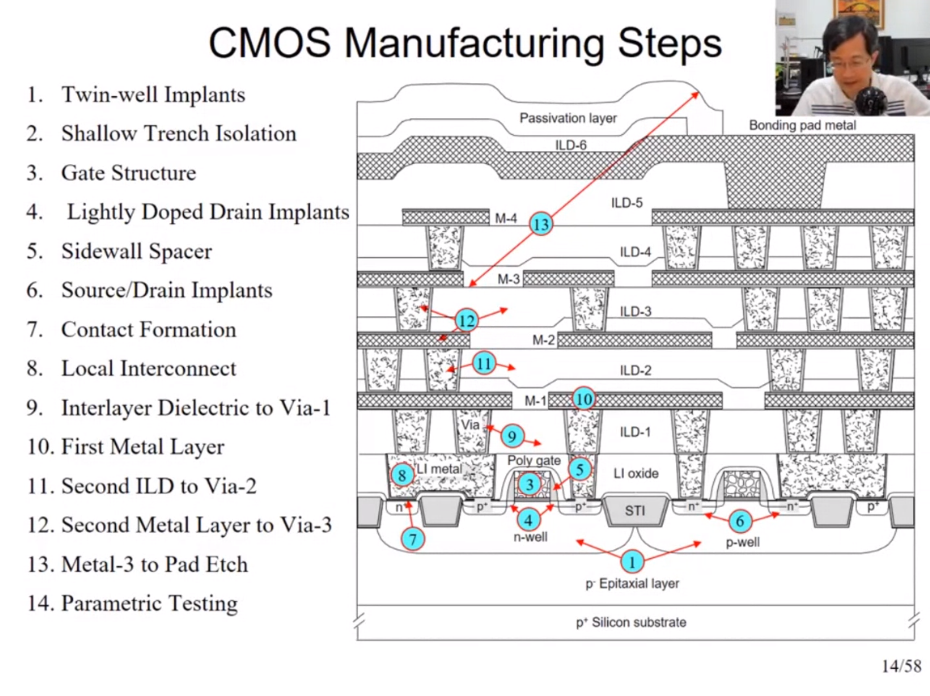 CMOS Manufacturing Steps
1. Twin-well Implants
2. Shallow Trench Isolation
3. Gate Structure
4. Lightly Doped Drain Implants
5. Sidewall Spacer
6. Source/Drain Implants
7. Contact Formation
8. Local Interconnect
9. Interlayer Dielectric to Via-1
10. First Metal Layer
11. Second ILD to Via-2
12. Second Metal Layer to Via-3
13. Metal-3 to Pad Etch
14. Parametric Testing
Passivation layer
Bonding pad metal
ILD-6
ILD-5
M-4
13
ILD-4
M-3
ILD-3
12
M-2
11
ILD-2
M-1
10
Via
9
ILD-1
Poly gate
8
LI metal
3
5
LI oxide
n+
p+
4
p+
STI
n+
6
n+
p+
7
n-well
1
p-well
p- Epitaxial layer
p+ Silicon substrate
14/58